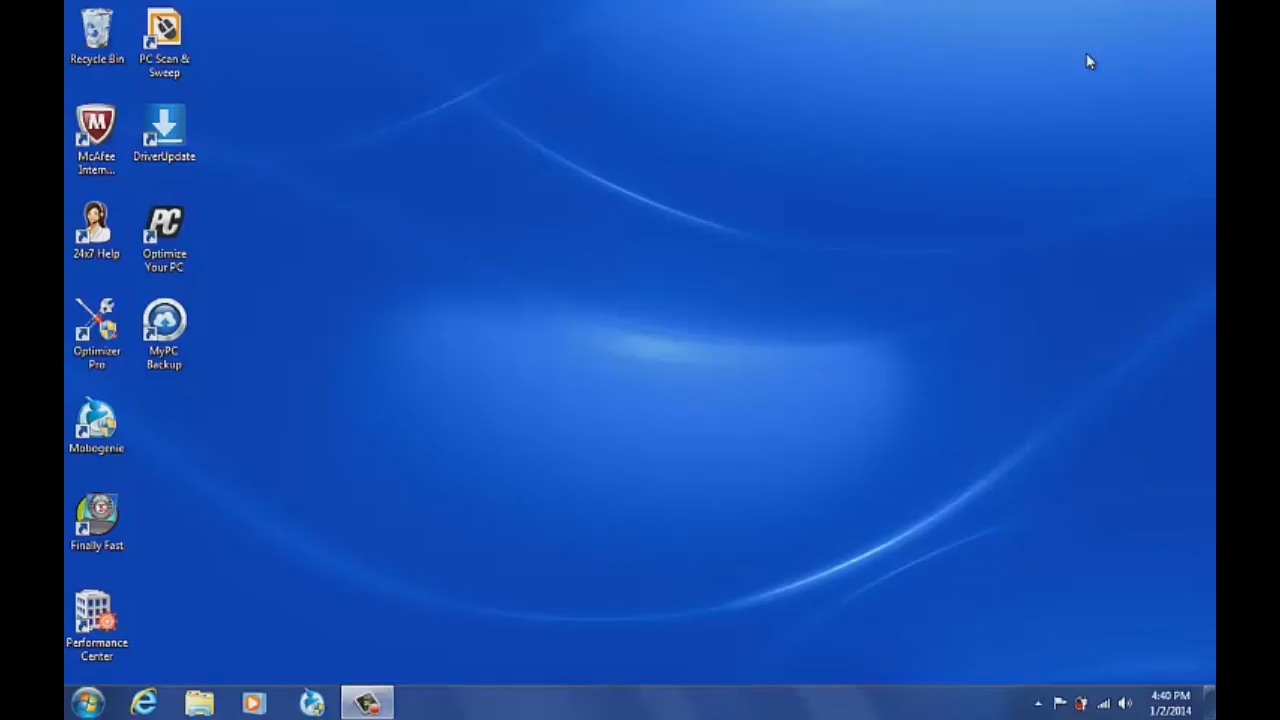 Recycle Bin
PC Scan &
Sweep
McAfee
Intern...
DriverUpdate
24x7 Help
PC
Optimize
Your PC
Optimizer
Pro
MyPC
Backup
Mobogenie
Finally Fast
Performance
Center
4:40 PM
1/2/2014